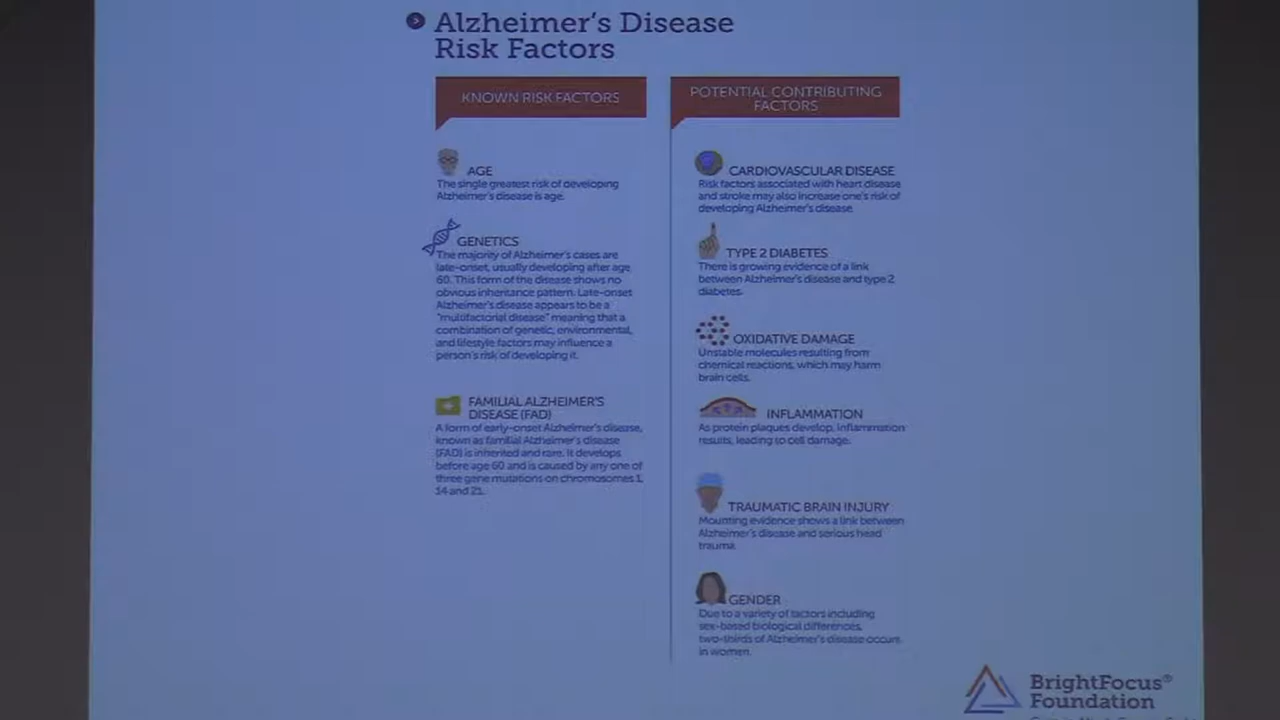 Alzheimer's Disease
Risk Factors
KNOWN RISK FACTORS
AGE
The single greatest risk of developing
Alzheimer's disease is age.
GENETICS
The majority of Alzheimer's cases are
late-onset, usually developing after age
60. This form of the disease shows no
obvious inheritance pattern. Late-onset
Alzheimer's disease appears to be a
"multifactorial disease" meaning that a
combination of genetic, environmental,
and lifestyle factors may influence a
person's risk of developing it.
FAMILIAL ALZHEIMER'S
DISEASE (FAD)
A form of early-onset Alzheimer's disease,
known as familial Alzheimer's disease
(FAD) is inherited and rare. It develops
before age 60 and is caused by any one of
three gene mutations on chromosomes 1,
14 and 21.
POTENTIAL CONTRIBUTING
FACTORS
CARDIOVASCULAR DISEASE
Risk factors associated with heart disease
and stroke may also increase one's risk of
developing Alzheimer's disease.
TYPE 2 DIABETES
There is growing evidence of a link
between Alzheimer's disease and type 2
diabetes.
OXIDATIVE DAMAGE
Unstable molecules resulting from
chemical reactions, which may harm
brain cells.
INFLAMMATION
As protein plaques develop, inflammation
results, leading to cell damage.
TRAUMATIC BRAIN INJURY
Mounting evidence shows a link between
Alzheimer's disease and serious head
trauma.
GENDER
Due to a variety of factors including
sex-based biological differences,
two-thirds of Alzheimer's disease occurs
in women.
BrightFocus®
Foundation